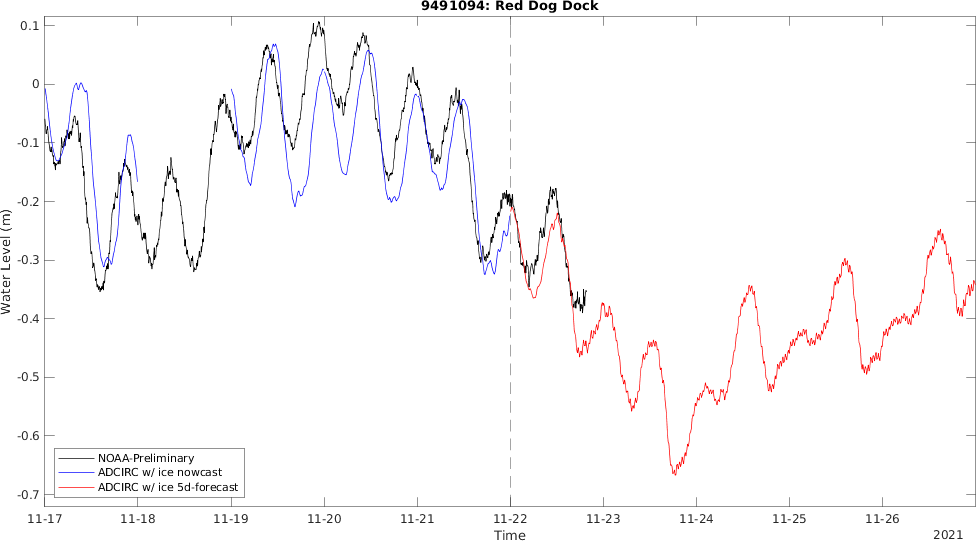 9491094: Red Dog Dock
0.1
0
-0.1
-0.2
-0.3
-0.4
-0.5
-0.6
-0.7
Water Level (m)
NOAA-Preliminary
ADCIRC w/ ice nowcast
ADCIRC w/ ice 5d-forecast
11-17 11-18 11-19 11-20 11-21 11-22 11-23 11-24 11-25 11-26
Time
2021